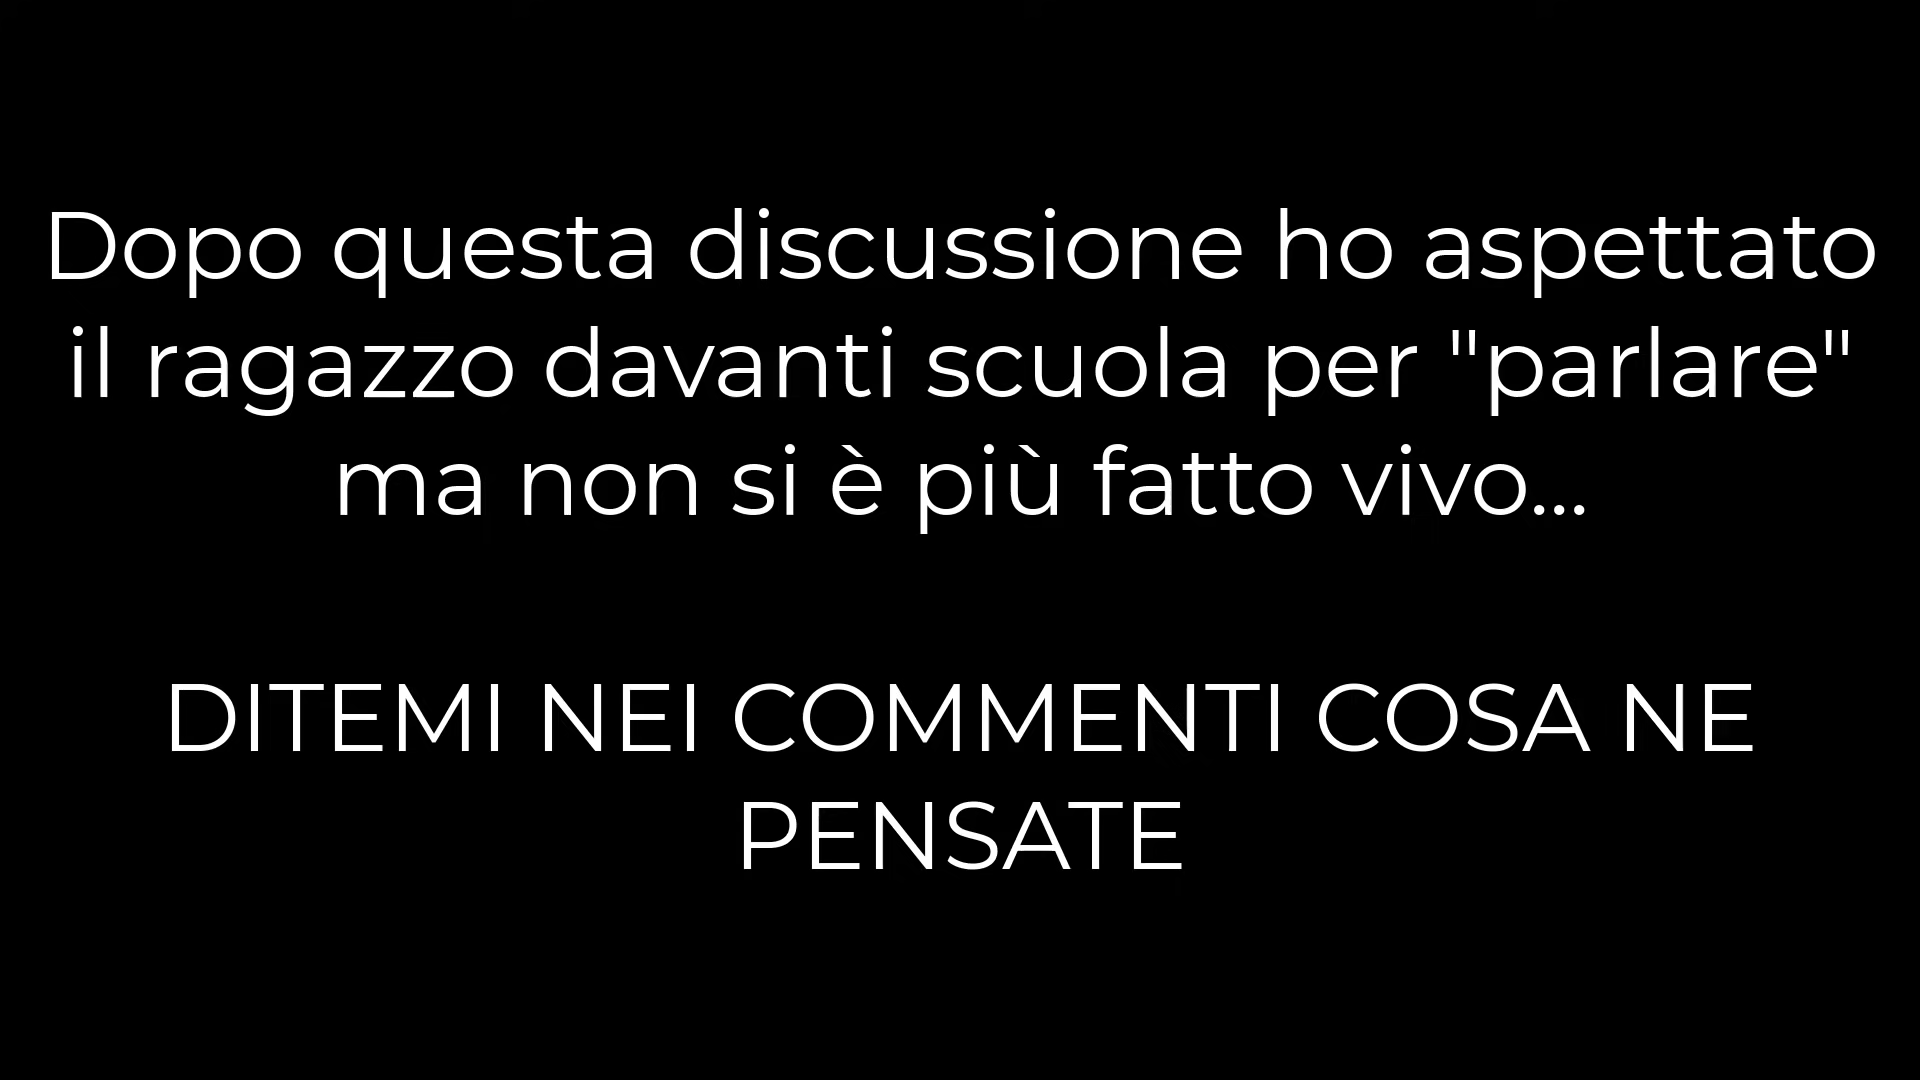 Dopo questa discussione ho aspettato
il ragazzo davanti scuola per "parlare"
ma non si è più fatto vivo...
DITEMI NEI COMMENTI COSA NE
PENSATE